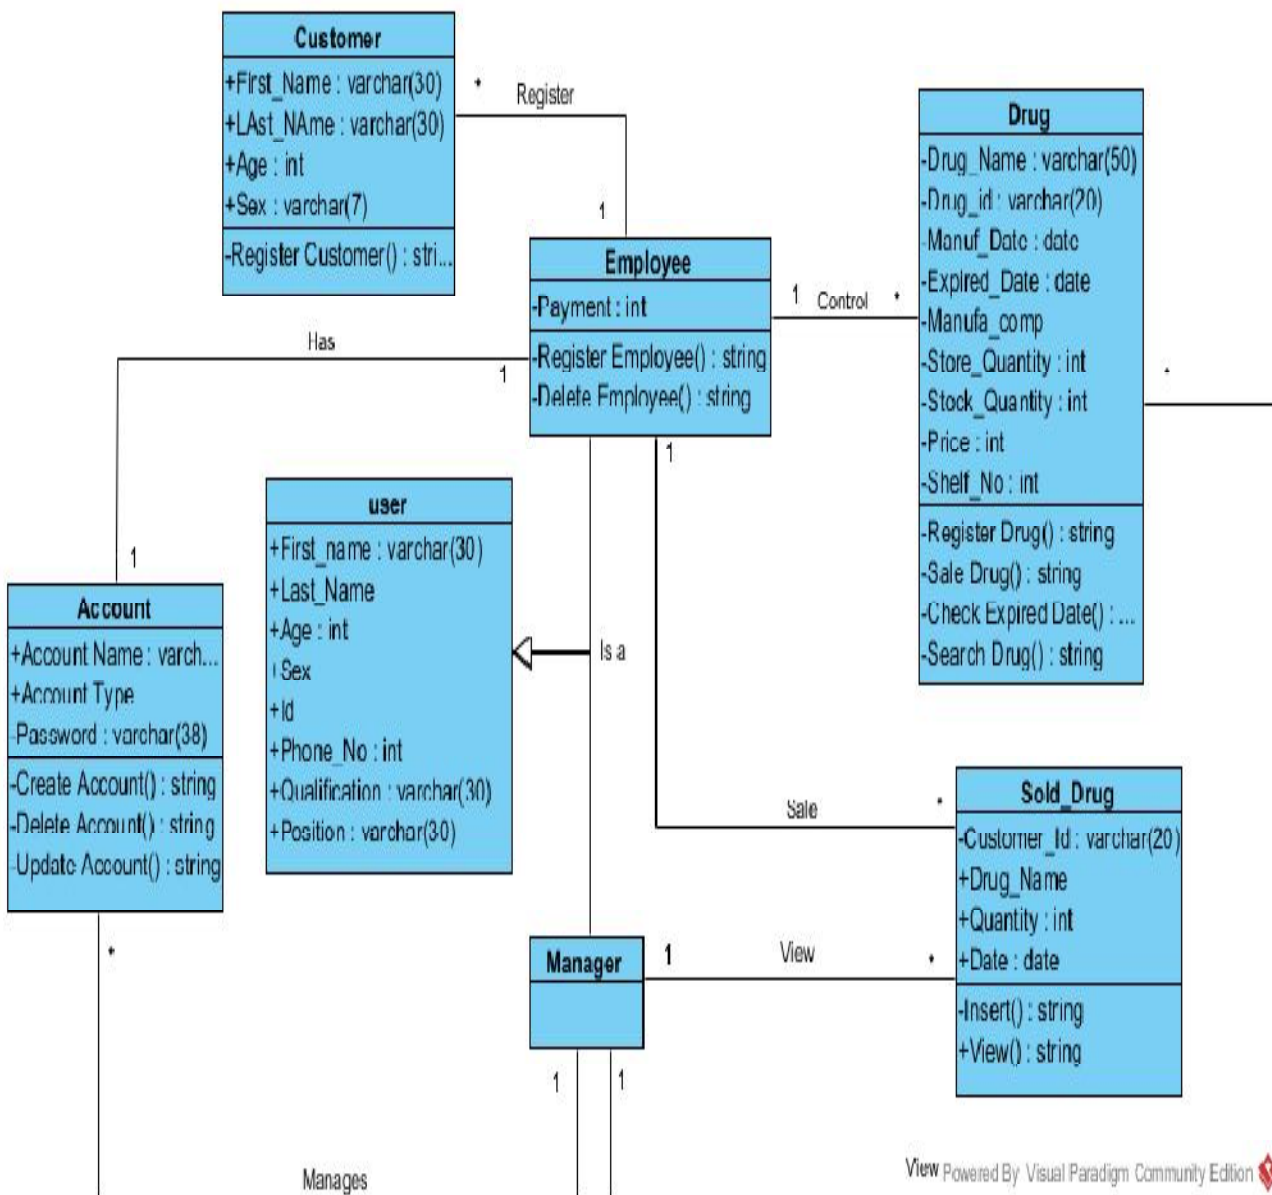 Customer
+First_Name : varchar(30)
+LAst_NAme : varchar(30)
+Age : int
+Sex : varchar(7)
-Register Customer() : stri...
*
Register
1
Employee
-Payment : int
-Register Employee() : string
-Delete Employee() : string
1
Control
*
Drug
-Drug_Name : varchar(50)
-Drug_id : varchar(20)
-Manuf_Date : date
-Expired_Date : date
-Manufa_comp
-Store_Quantity : int
-Stock_Quantity : int
-Price : int
-Shelf_No : int
-Register Drug() : string
-Sale Drug() : string
-Check Expired Date() : ...
-Search Drug() : string
*
Has
1
1
1
user
+First_name : varchar(30)
+Last_Name
+Age : int
+Sex
+Id
+Phone_No : int
+Qualification : varchar(30)
+Position : varchar(30)
Is a
Account
+Account Name : varch...
+Account Type
-Password : varchar(38)
-Create Account() : string
-Delete Account() : string
-Update Account() : string
*
Sale
*
Sold_Drug
-Customer_Id : varchar(20)
+Drug_Name
+Quantity : int
+Date : date
-Insert() : string
+View() : string
Manager
1
View
*
1
1
Manages
View
Powered By Visual Paradigm Community Edition